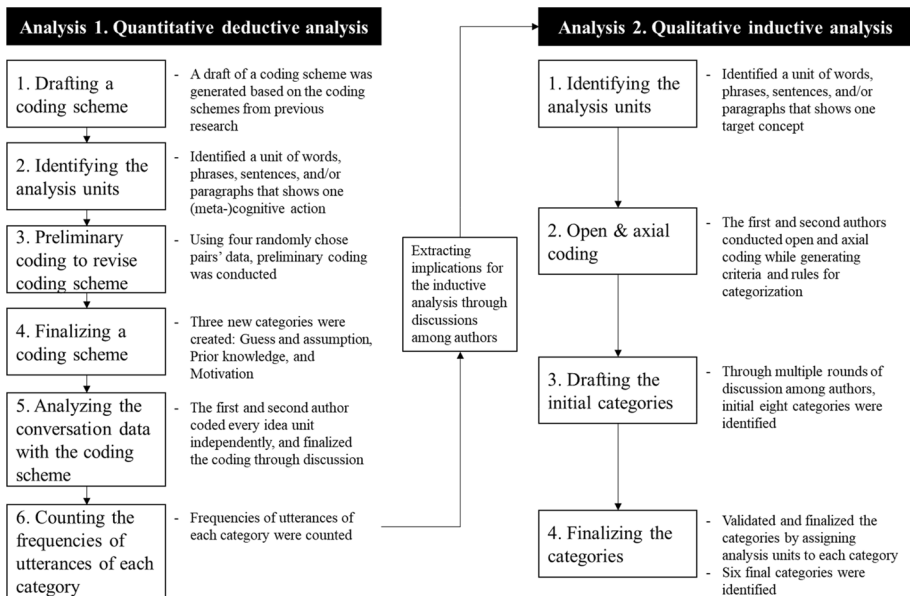 Analysis 1. Quantitative deductive analysis
1. Drafting a
coding scheme
- A draft of a coding scheme was
generated based on the coding
schemes from previous
research
2. Identifying the
analysis units
- Identified a unit of words,
phrases, sentences, and/or
paragraphs that shows one
(meta-)cognitive action
3. Preliminary
coding to revise
coding scheme
- Using four randomly chose
pairs' data, preliminary coding
was conducted
4. Finalizing a
coding scheme
- Three new categories were
created: Guess and assumption,
Prior knowledge, and
Motivation
5. Analyzing the
conversation data
with the coding
scheme
- The first and second author
coded every idea unit
independently, and finalized
the coding through discussion
6. Counting the
frequencies of
utterances of each
category
- Frequencies of utterances of
each category were counted
Extracting
implications for
the inductive
analysis through
discussions
among authors
Analysis 2. Qualitative inductive analysis
1. Identifying the
analysis units
- Identified a unit of words,
phrases, sentences, and/or
paragraphs that shows one
target concept
2. Open & axial
coding
- The first and second authors
conducted open and axial
coding while generating
criteria and rules for
categorization
3. Drafting the
initial categories
- Through multiple rounds of
discussion among authors,
initial eight categories were
identified
4. Finalizing the
categories
- Validated and finalized the
categories by assigning
analysis units to each category
- Six final categories were
identified